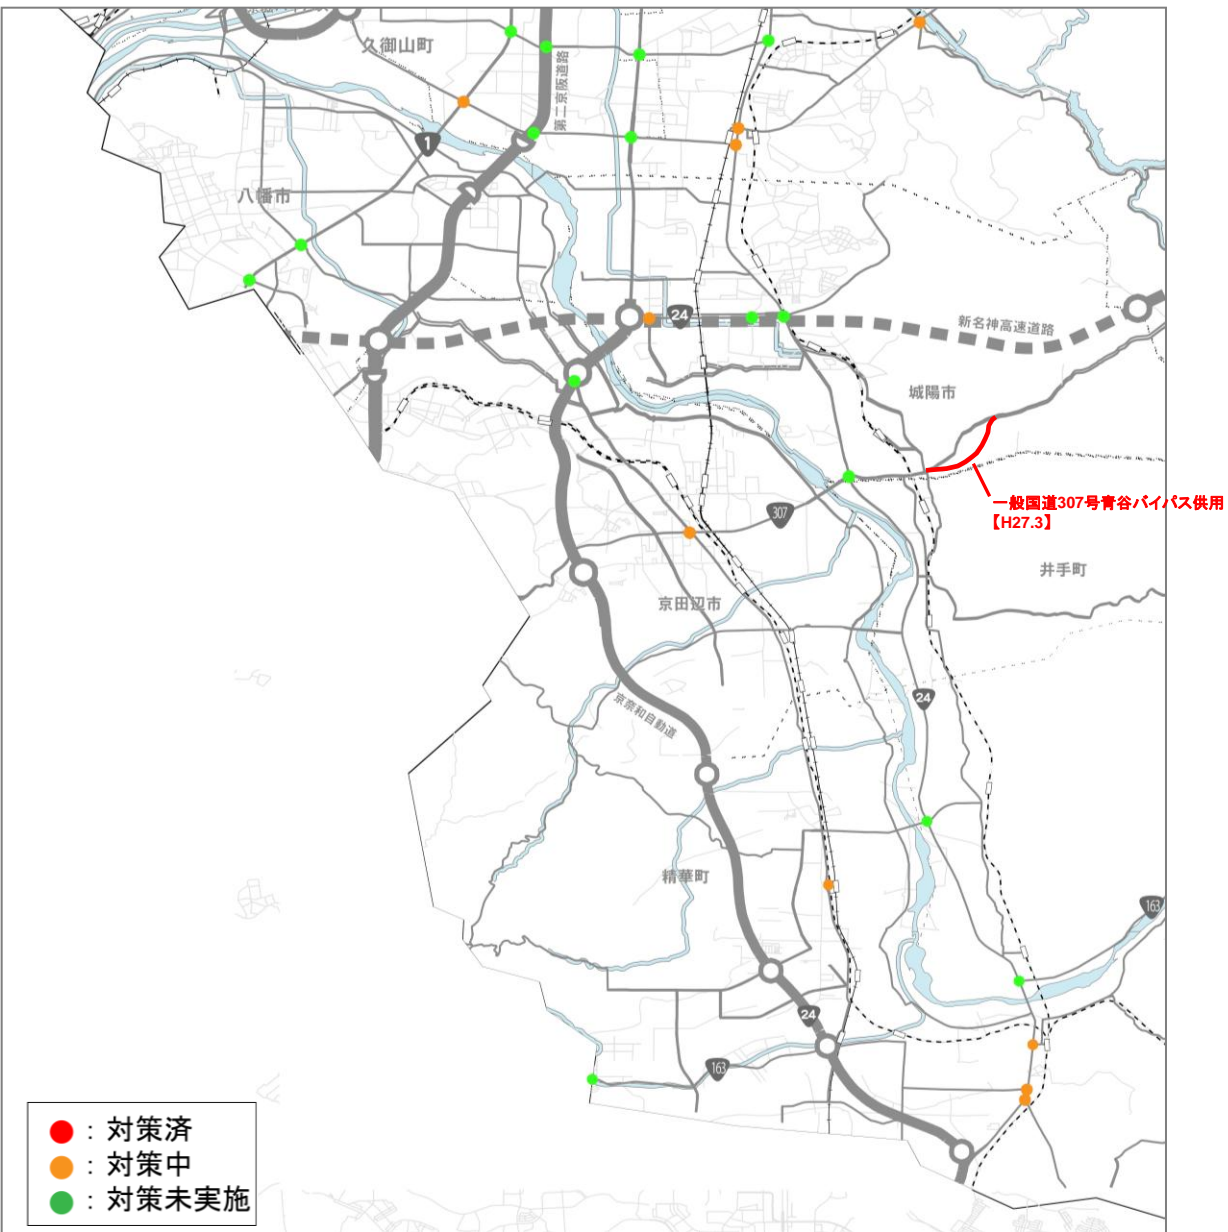 久御山町
第二京阪道路
1
八幡市
24
新名神高速道路
城陽市
一般国道307号青谷バイパス供用
【H27.3】
307
井手町
京田辺市
24
京奈和自動道
精華町
163
24
163
●：対策済
●：対策中
●：対策未実施